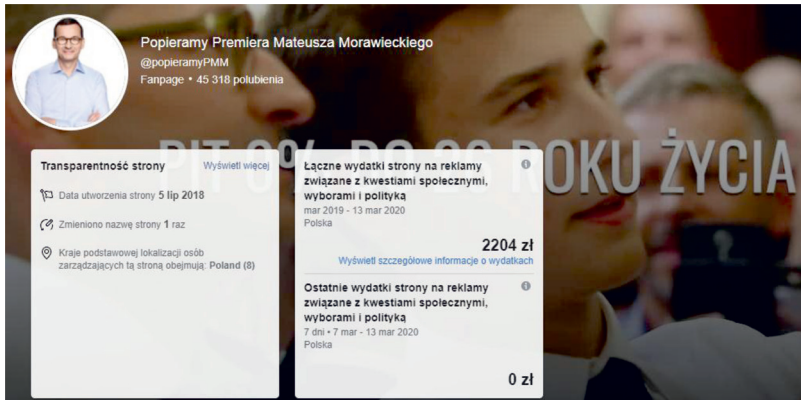 Popieramy Premiera Mateusza Morawieckiego
@popieramyPMM
Fanpage • 45 318 polubienia
PIT 0% DO 26 ROKU ŻYCIA
Transparentność strony Wyświetl więcej
Data utworzenia strony 5 lip 2018
Zmieniono nazwę strony 1 raz
Kraje podstawowej lokalizacji osób
zarządzających tą stroną obejmują: Poland (8)
Łączne wydatki strony na reklamy
związane z kwestiami społecznymi,
wyborami i polityką
mar 2019 - 13 mar 2020
Polska
2204 zł
Wyświetl szczegółowe informacje o wydatkach
Ostatnie wydatki strony na reklamy
związane z kwestiami społecznymi,
wyborami i polityką
7 dni • 7 mar - 13 mar 2020
Polska
0 zł